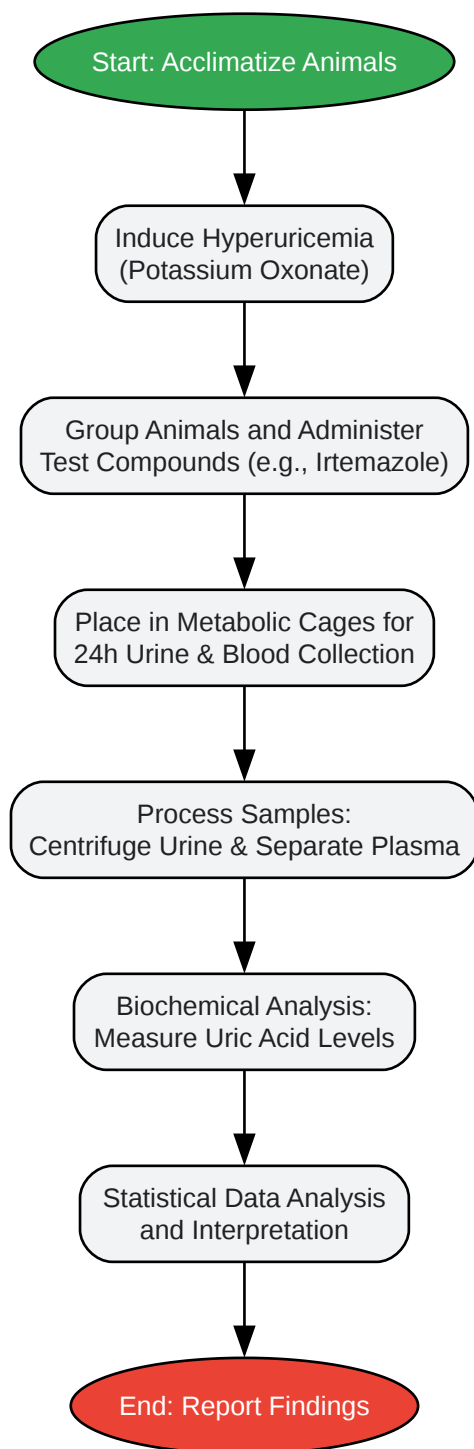 Start: Acclimatize Animals
Induce Hyperuricemia
(Potassium Oxonate)
Group Animals and Administer
Test Compounds (e.g., Irtemazole)
Place in Metabolic Cages for
24h Urine & Blood Collection
Process Samples:
Centrifuge Urine & Separate Plasma
Biochemical Analysis:
Measure Uric Acid Levels
Statistical Data Analysis
and Interpretation
End: Report Findings